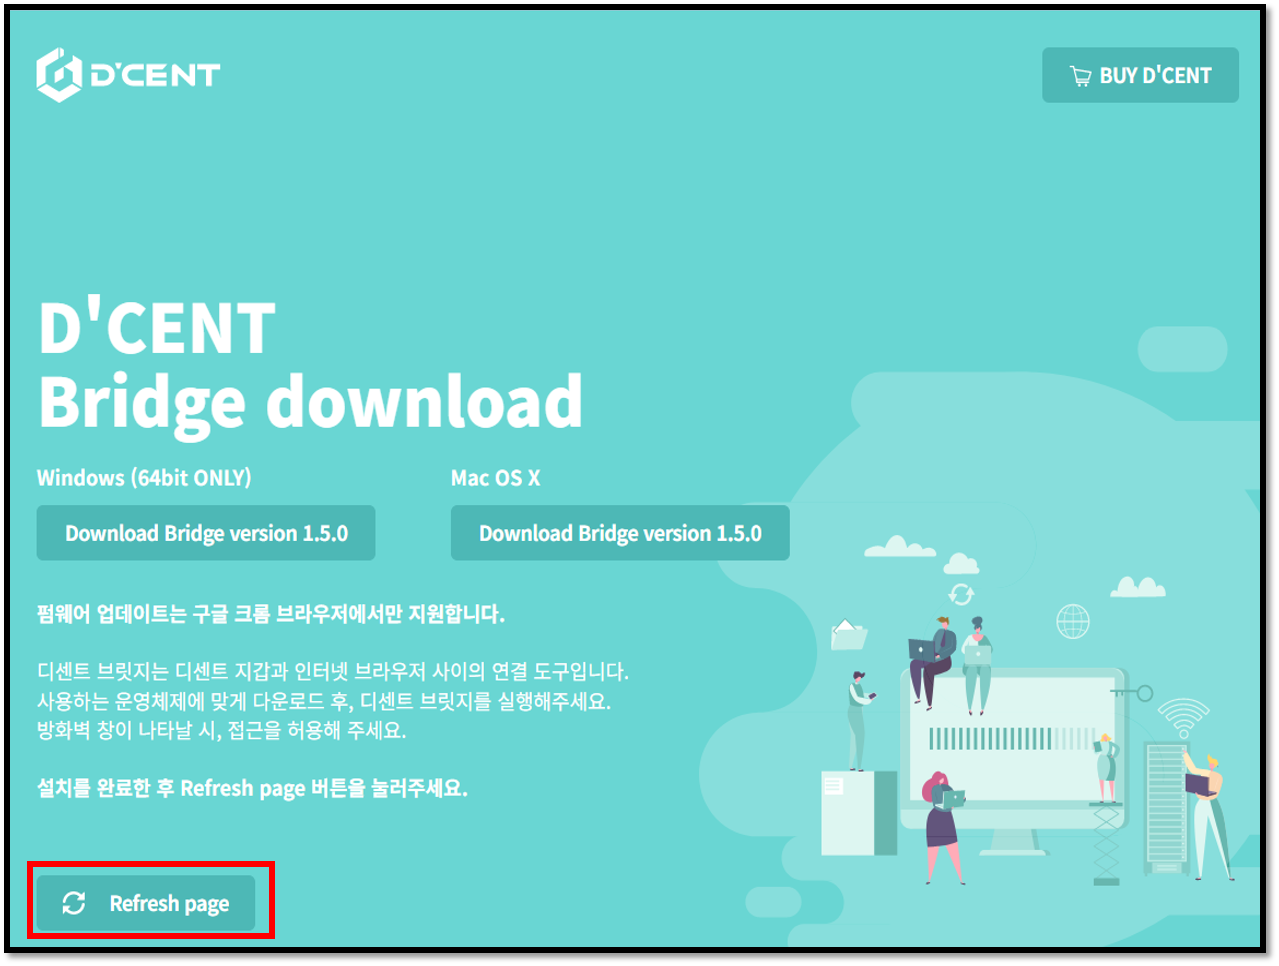 D'CENT
BUY D'CENT
D'CENT
Bridge download
Windows (64bit ONLY)
Mac OS X
Download Bridge version 1.5.0
Download Bridge version 1.5.0
펌웨어 업데이트는 구글 크롬 브라우저에서만 지원합니다.
디센트 브릿지는 디센트 지갑과 인터넷 브라우저 사이의 연결 도구입니다.
사용하는 운영체제에 맞게 다운로드 후, 디센트 브릿지를 실행해주세요.
방화벽 창이 나타날 시, 접근을 허용해 주세요.
설치를 완료한 후 Refresh page 버튼을 눌러주세요.
Refresh page